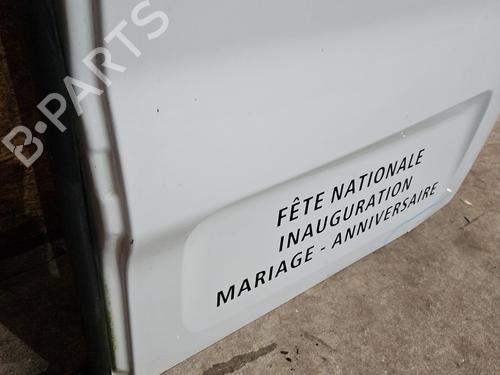 B-PARTS
FÊTE NATIONALE
INAUGURATION
MARIAGE - ANNIVERSAIRE